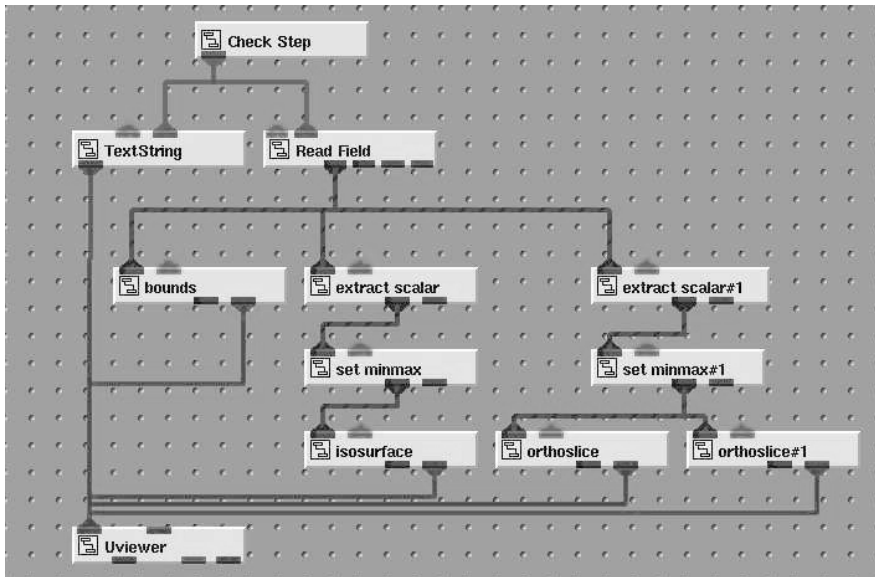 Check Step
TextString
Read Field
bounds
extract scalar
extract scalar#1
set minmax
set minmax#1
isosurface
orthoslice
orthoslice#1
Uviewer